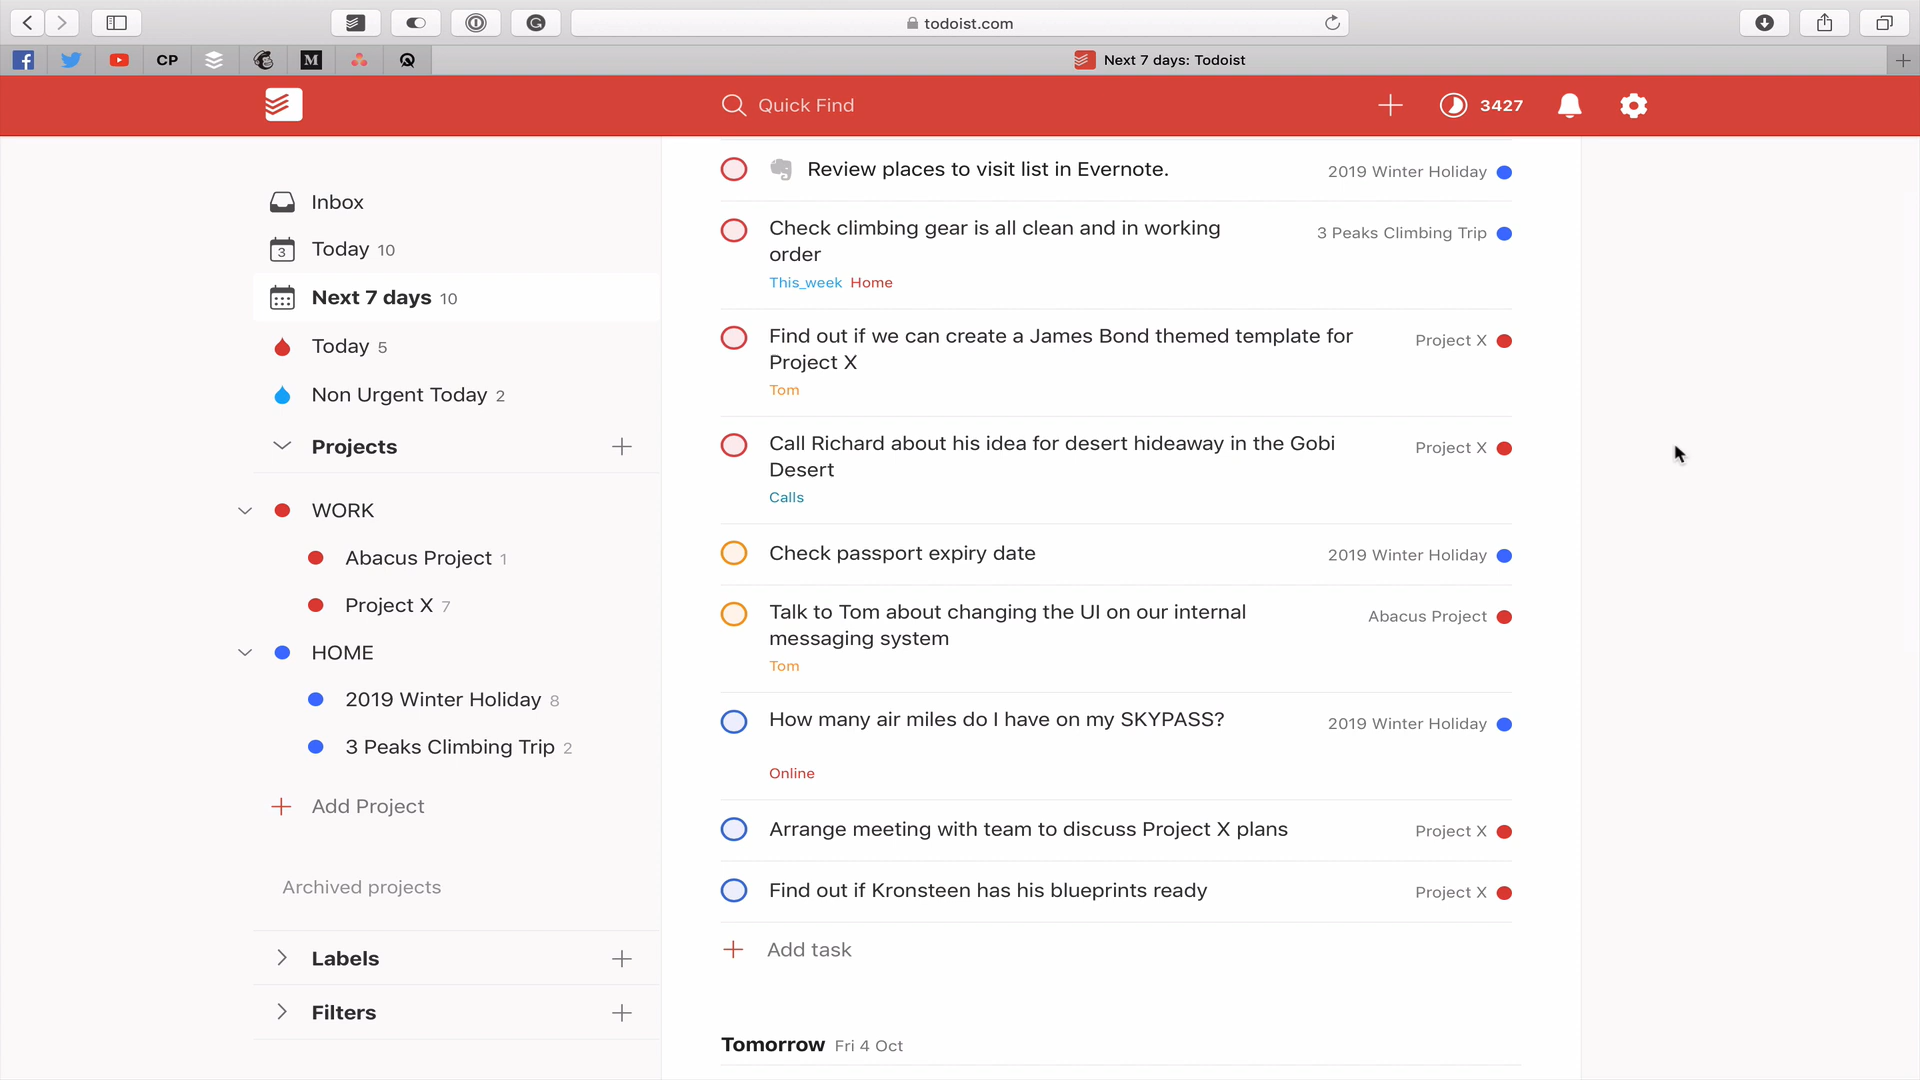 todoist.com
CP
M
Next 7 days: Todoist
Quick Find
3427
Inbox
3
Today 10
Next 7 days 10
Today 5
Non Urgent Today 2
Projects
WORK
Abacus Project 1
Project X 7
HOME
2019 Winter Holiday 8
3 Peaks Climbing Trip 2
Add Project
Archived projects
Labels
Filters
Review places to visit list in Evernote.
2019 Winter Holiday
Check climbing gear is all clean and in working
order
3 Peaks Climbing Trip
This_week Home
Find out if we can create a James Bond themed template for
Project X
Project X
Tom
Call Richard about his idea for desert hideaway in the Gobi
Desert
Project X
Calls
Check passport expiry date
2019 Winter Holiday
Talk to Tom about changing the UI on our internal
messaging system
Abacus Project
Tom
How many air miles do I have on my SKYPASS?
2019 Winter Holiday
Online
Arrange meeting with team to discuss Project X plans
Project X
Find out if Kronsteen has his blueprints ready
Project X
Add task
Tomorrow Fri 4 Oct